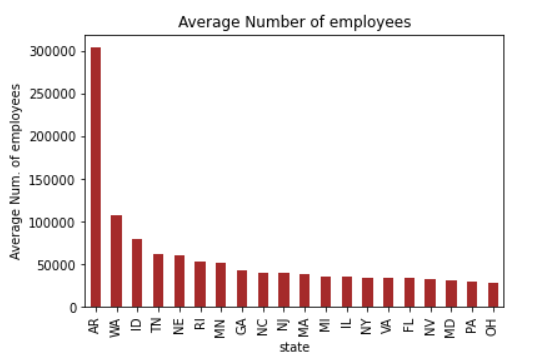 Average Number of employees
Average Num. of employees
300000
250000
200000
150000
100000
50000
0
AR WA ID TN NE RI MN GA NC NJ MA MI IL NY VA FL NV MD PA OH
state